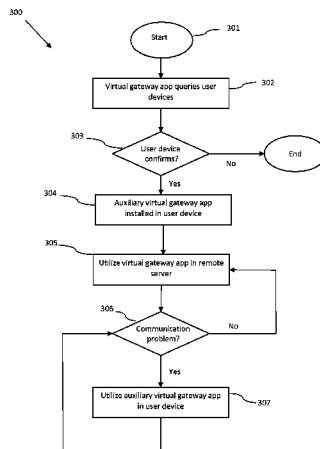 300
Start
301
Virtual gateway app queries user
devices
302
303
User device
confirms?
No
End
Yes
304
Auxiliary virtual gateway app
installed in user device
305
Utilize virtual gateway app in remote
server
306
Communication
problem?
No
Yes
Utilize auxiliary virtual gateway app
in user device
307